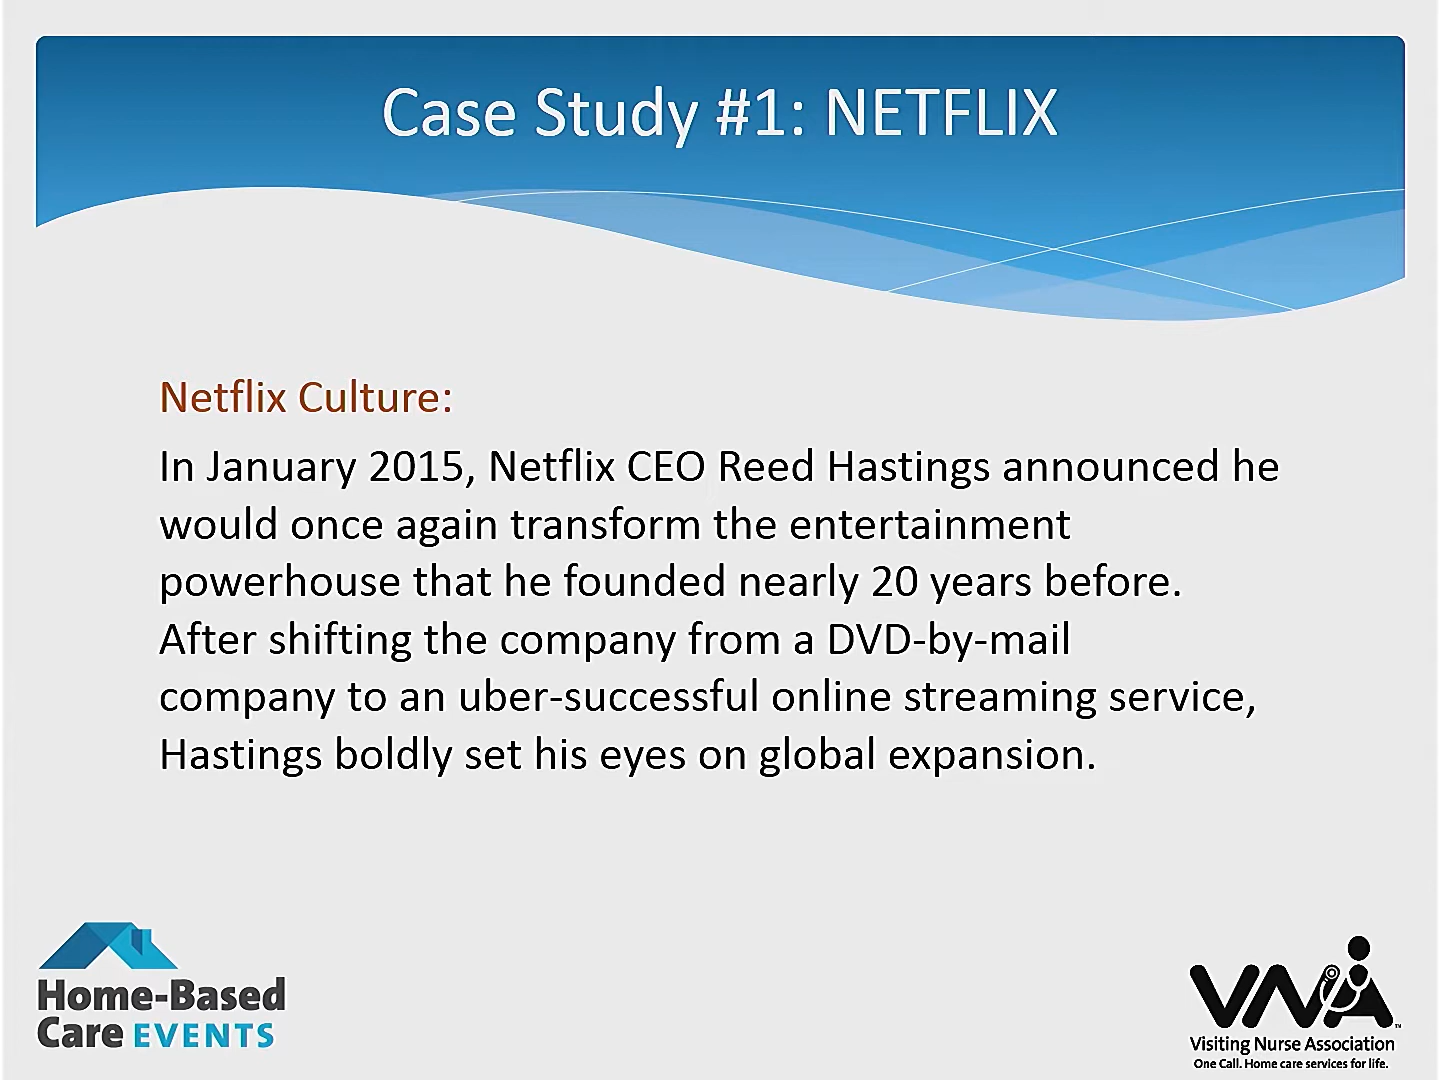 Case Study #1: NETFLIX
Netflix Culture:
In January 2015, Netflix CEO Reed Hastings announced he
would once again transform the entertainment
powerhouse that he founded nearly 20 years before.
After shifting the company from a DVD-by-mail
company to an uber-successful online streaming service,
Hastings boldly set his eyes on global expansion.
Home-Based
Care EVENTS
VNA™
Visiting Nurse Association
One Call. Home care services for life.